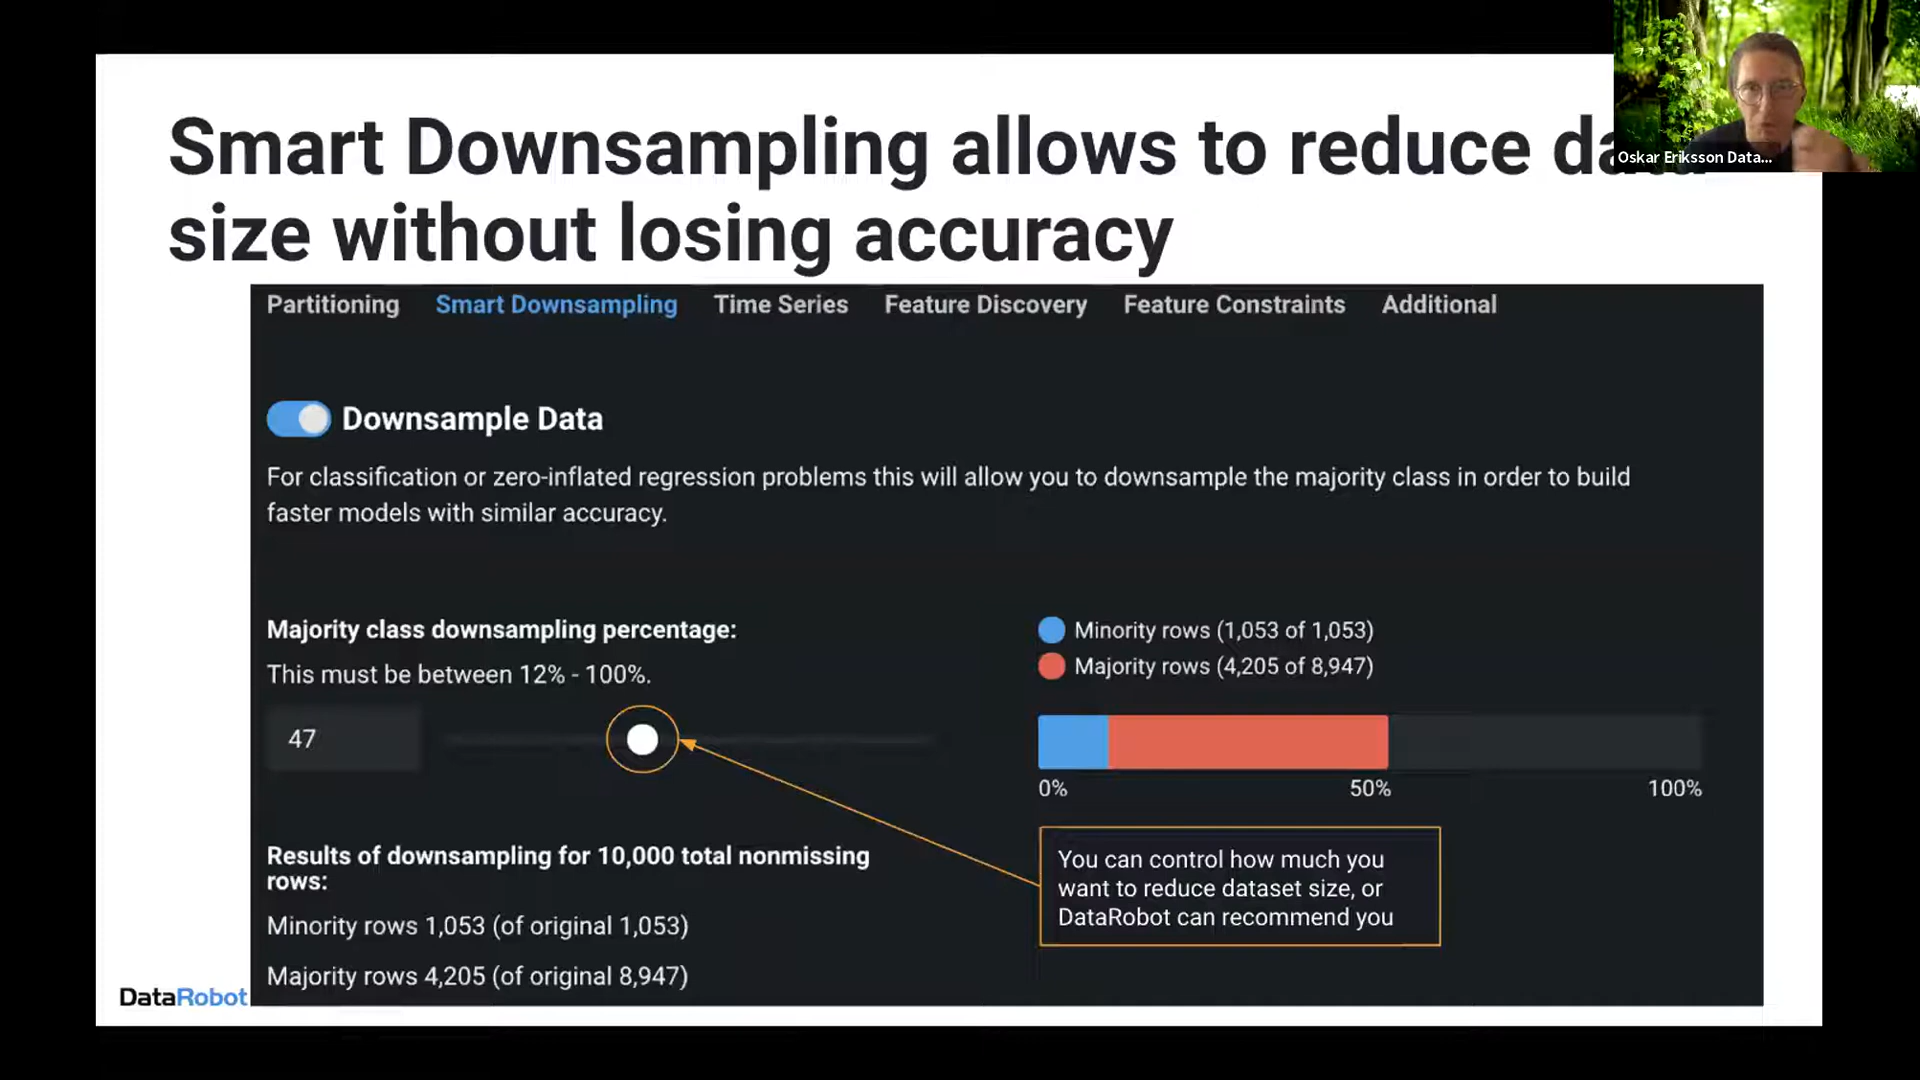 Smart Downsampling allows to reduce data
size without losing accuracy
Oskar Eriksson Data...
Partitioning Smart Downsampling Time Series Feature Discovery Feature Constraints Additional
Downsample Data
For classification or zero-inflated regression problems this will allow you to downsample the majority class in order to build
faster models with similar accuracy.
Majority class downsampling percentage:
This must be between 12% - 100%.
47
Minority rows (1,053 of 1,053)
Majority rows (4,205 of 8,947)
0% 50% 100%
You can control how much you
want to reduce dataset size, or
DataRobot can recommend you
Results of downsampling for 10,000 total nonmissing
rows:
Minority rows 1,053 (of original 1,053)
Majority rows 4,205 (of original 8,947)
DataRobot